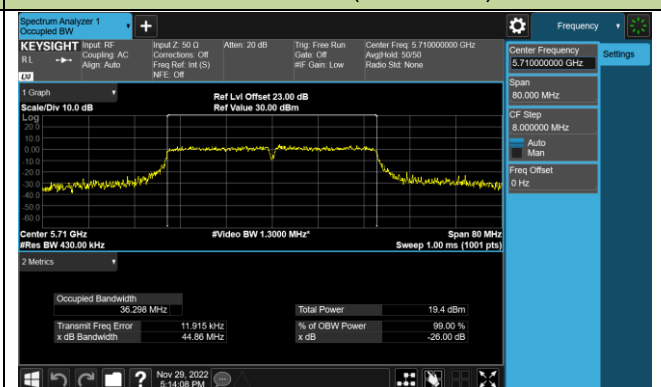 Spectrum Analyzer 1
Occupied BW
Frequency
KEYSIGHT
RL
Input: RF
Coupling: AC
Align: Auto
Input Z: 50 Ω
Corrections: Off
Freq Ref: Int (S)
NFE: Off
Atten: 20 dB
Trig: Free Run
Gate: Off
#IF Gain: Low
Center Freq: 5.710000000 GHz
Avg|Hold: 50/50
Radio Std: None
Center Frequency
5.710000000 GHz
Settings
Span
80.000 MHz
CF Step
8.000000 MHz
Auto
Man
Freq Offset
0 Hz
1 Graph
Scale/Div 10.0 dB
Ref Lvl Offset 23.00 dB
Ref Value 30.00 dBm
Log
20.0
10.0
0.00
-10.0
-20.0
-30.0
-40.0
-50.0
-60.0
Center 5.71 GHz
#Res BW 430.00 kHz
#Video BW 1.3000 MHz*
Span 80 MHz
Sweep 1.00 ms (1001 pts)
2 Metrics
Occupied Bandwidth
36.298 MHz
Total Power 19.4 dBm
Transmit Freq Error 11.915 kHz
% of OBW Power 99.00 %
x dB Bandwidth 44.86 MHz
x dB -26.00 dB
Nov 29, 2022
5:14:08 PM